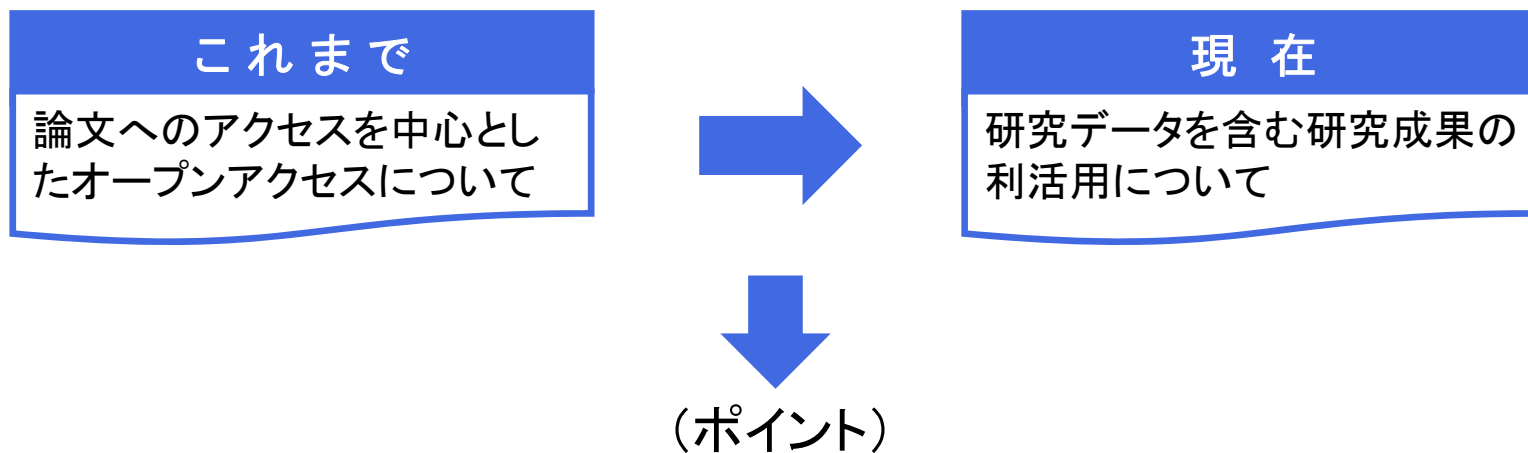 これまで
論文へのアクセスを中心とし
たオープンアクセスについて
現 在
研究データを含む研究成果の
利活用について
(ポイント)